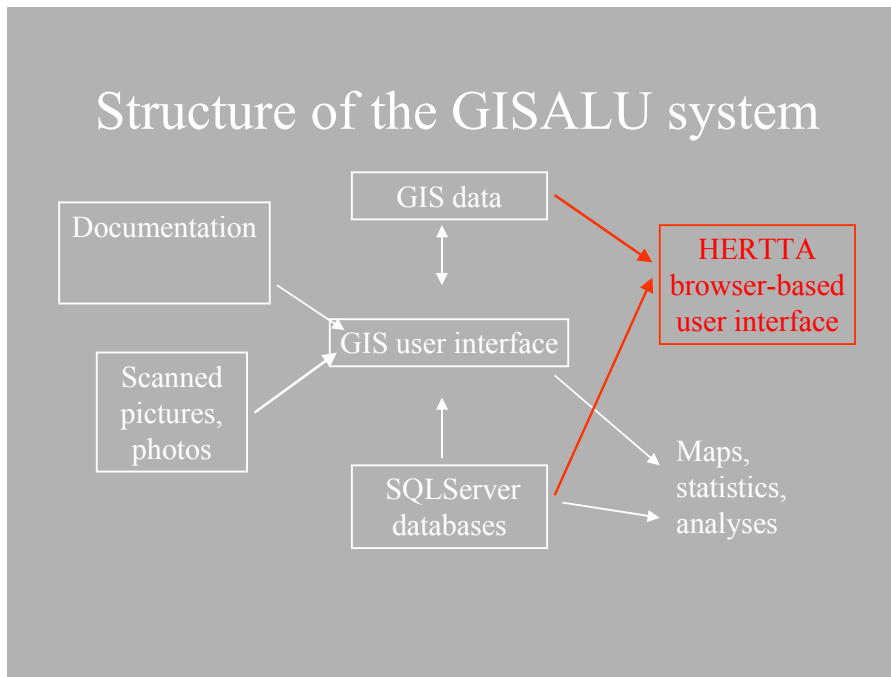 Structure of the GISALU system
GIS data
Documentation
HERTTA
browser-based
user interface
GIS user interface
Scanned
pictures,
photos
Maps,
statistics,
analyses
SQLServer
databases